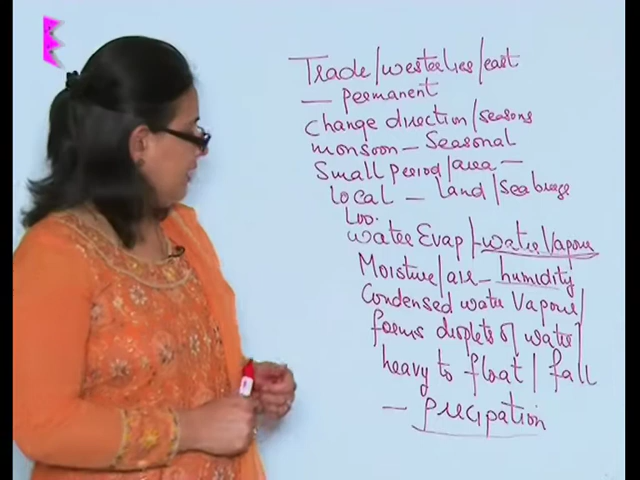 Trade/westerlies/east
— permanent
Change direction/seasons
monsoon — Seasonal
Small period/area —
local — land/sea breeze
Loo.
water Evap/water Vapour
Moisture/air — humidity
Condensed water Vapour/
forms droplets of water/
heavy to float/fall
— precipation